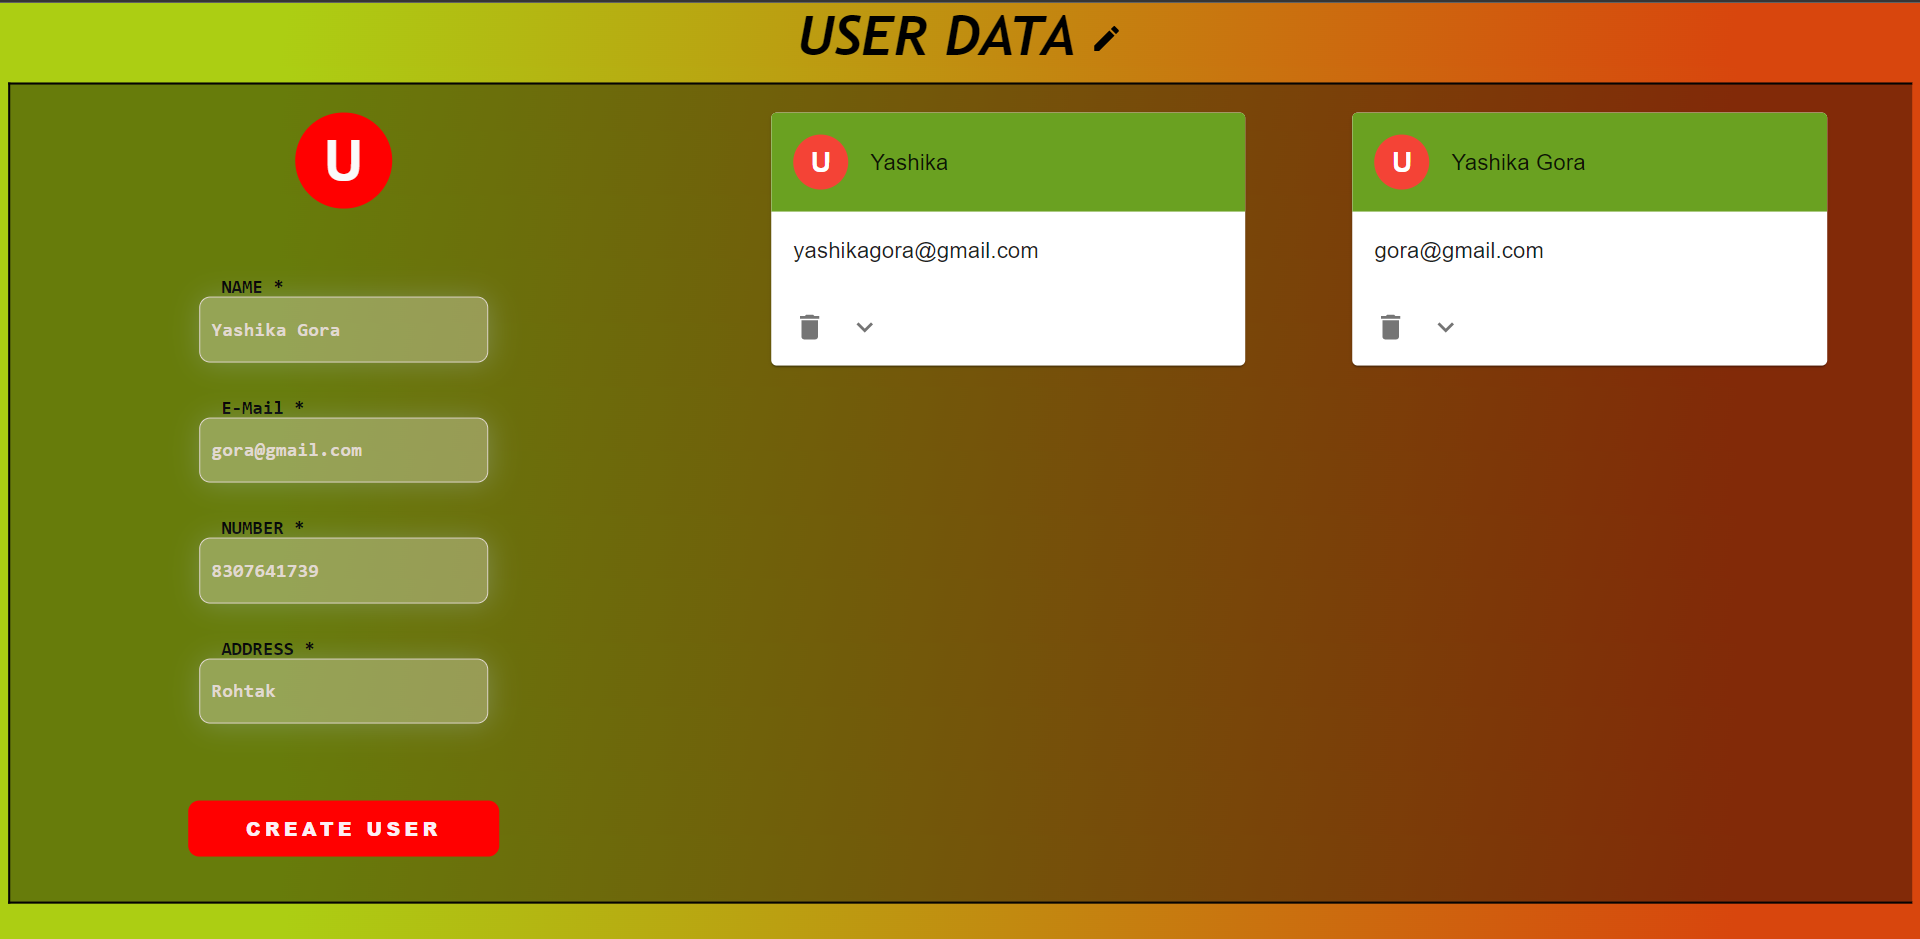 USER DATA
U
NAME *
Yashika Gora
E-Mail *
gora@gmail.com
NUMBER *
8307641739
ADDRESS *
Rohtak
CREATE USER
U Yashika
yashikagora@gmail.com
U Yashika Gora
gora@gmail.com